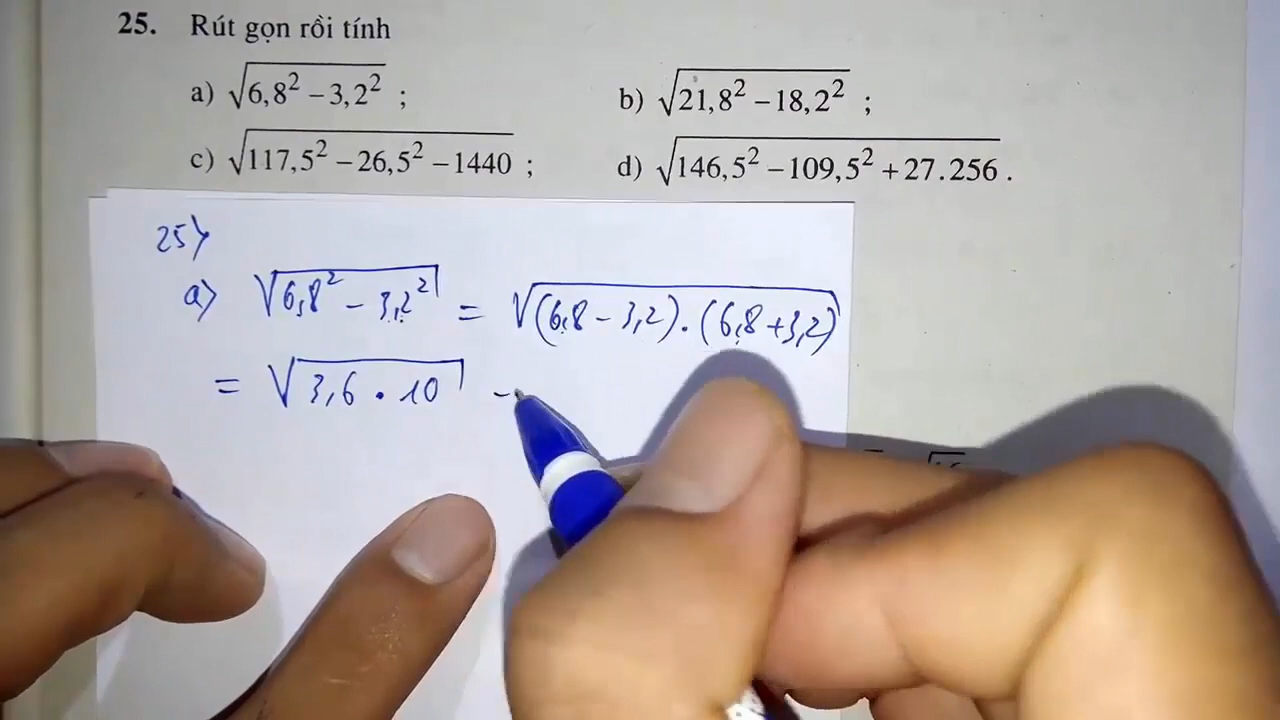 25. Rút gọn rồi tính
a) √(6,8² − 3,2²) ; b) √(21,8² − 18,2²) ;
c) √(117,5² − 26,5² − 1440) ; d) √(146,5² − 109,5² + 27.256) .
25)
a) √(6,8² − 3,2²) = √((6,8 − 3,2).(6,8 + 3,2))
= √(3,6 . 10) -